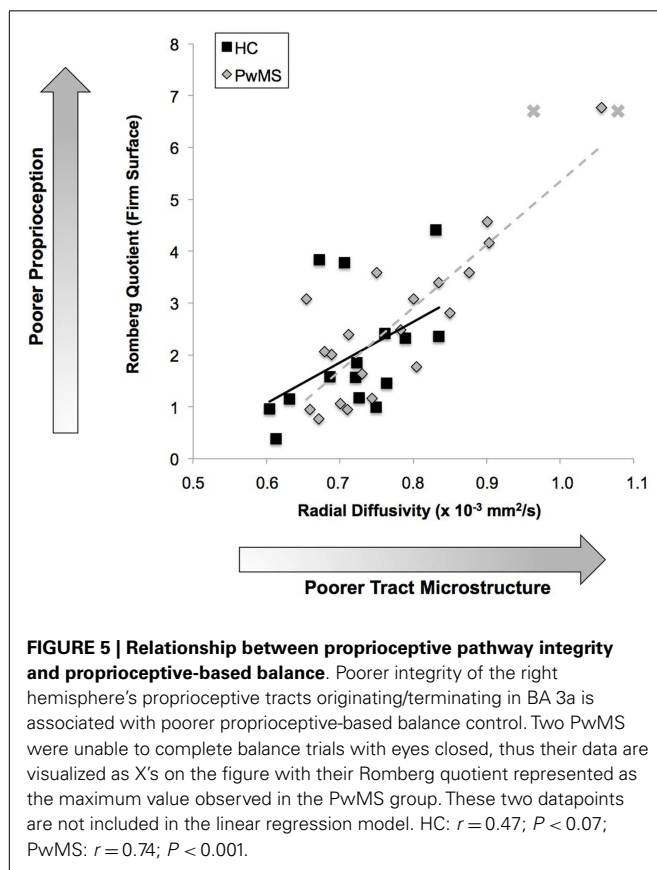 8
7
6
5
4
3
2
1
0
HC
PwMS
Poorer Proprioception
Romberg Quotient (Firm Surface)
0.5 0.6 0.7 0.8 0.9 1.0 1.1
Radial Diffusivity (x 10⁻³ mm²/s)
Poorer Tract Microstructure
FIGURE 5 | Relationship between proprioceptive pathway integrity
and proprioceptive-based balance. Poorer integrity of the right
hemisphere's proprioceptive tracts originating/terminating in BA 3a is
associated with poorer proprioceptive-based balance control. Two PwMS
were unable to complete balance trials with eyes closed, thus their data are
visualized as X's on the figure with their Romberg quotient represented as
the maximum value observed in the PwMS group. These two datapoints
are not included in the linear regression model. HC: r = 0.47; P < 0.07;
PwMS: r = 0.74; P < 0.001.